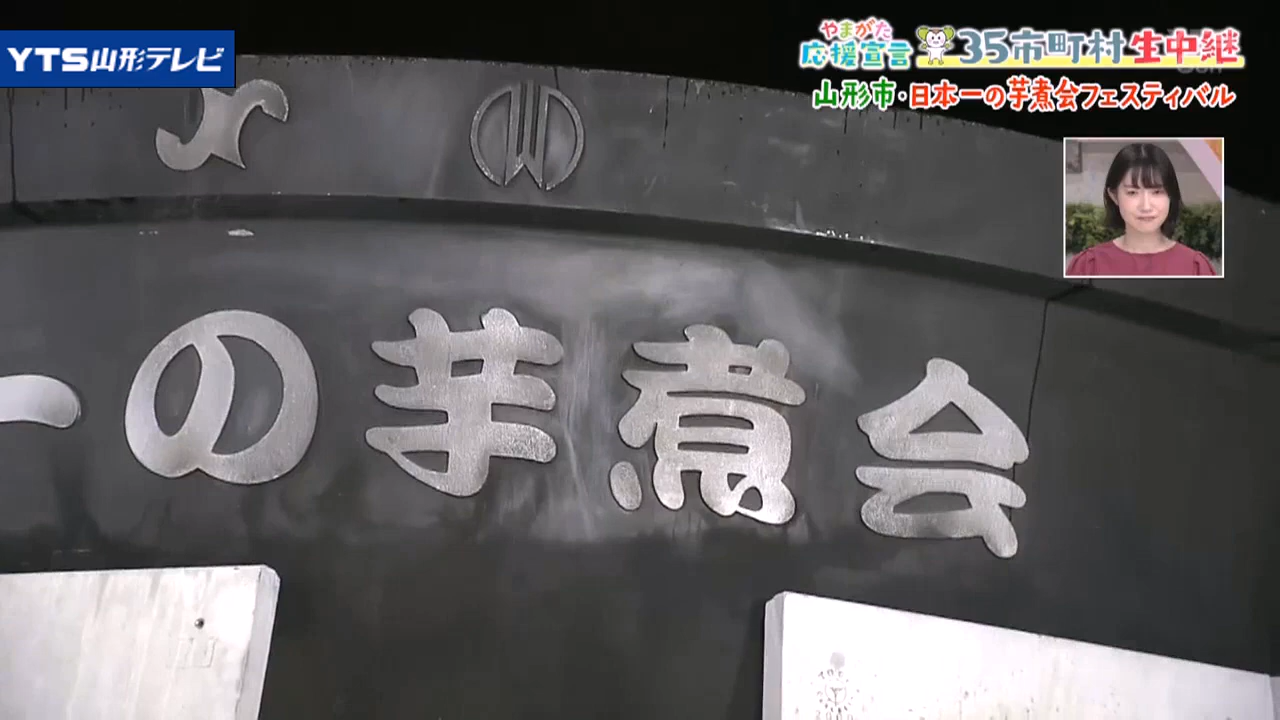 YTS山形テレビ
やまがた
応援宣言
35市町村生中継
山形市・日本一の芋煮会フェスティバル
一の芋煮会